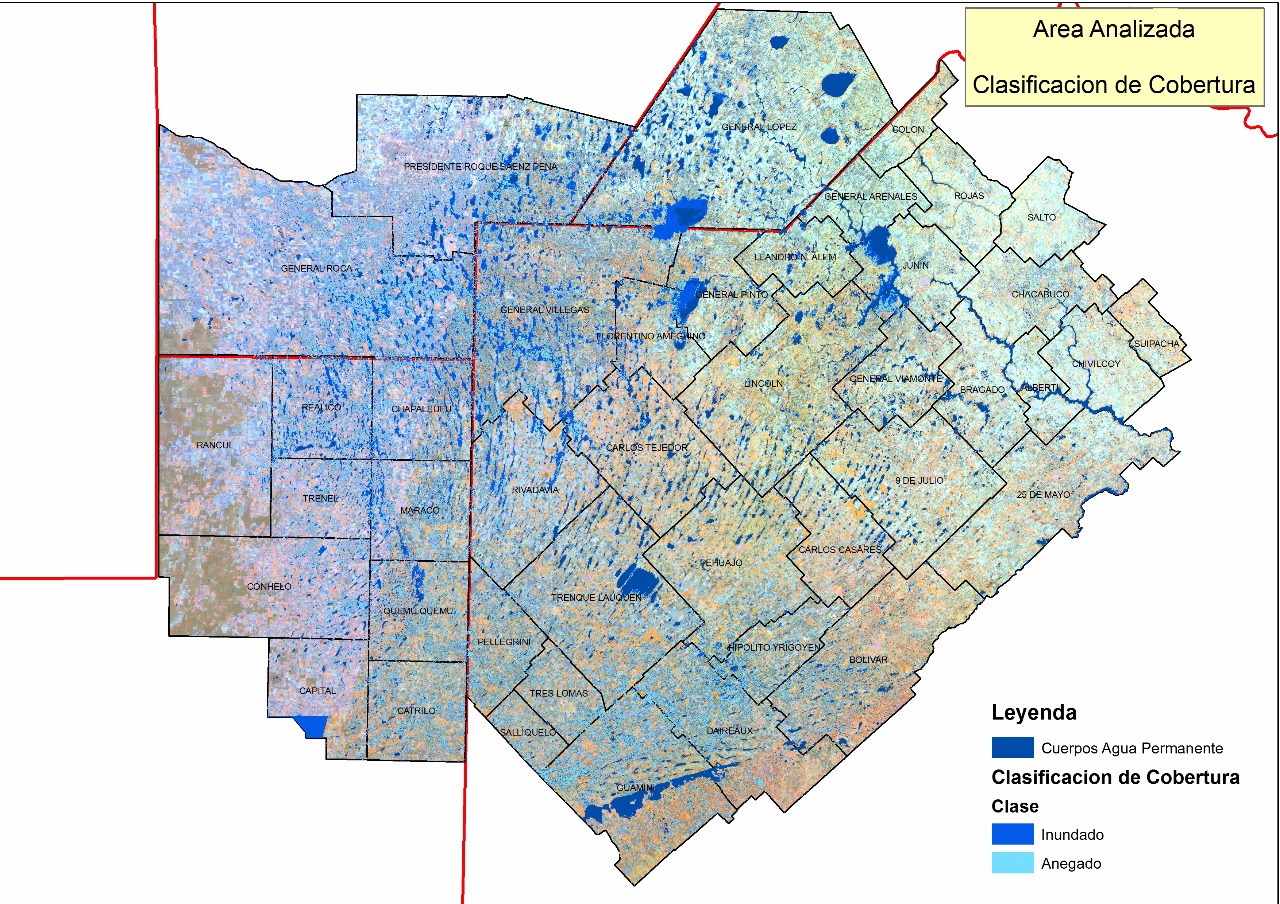 Area Analizada
Clasificacion de Cobertura
GENERAL LOPEZ
COLON
PRESIDENTE ROQUE SAENZ PENA
GENERAL ARENALES
ROJAS
SALTO
GENERAL ROCA
LEANDRO N. ALEM
JUNIN
GENERAL PINTO
CHACABUCO
GENERAL VILLEGAS
FLORENTINO AMEGHINO
SUIPACHA
CHIVILCOY
LINCOLN
GENERAL VIAMONTE
BRAGADO
ALBERTI
REALICO
CHAPALEUFU
RANCUL
CARLOS TEJEDOR
9 DE JULIO
RIVADAVIA
TRENEL
25 DE MAYO
MARACO
CARLOS CASARES
PEHUAJO
CONHELO
TRENQUE LAUQUEN
QUEMU QUEMU
PELLEGRINI
HIPOLITO YRIGOYEN
BOLIVAR
CAPITAL
TRES LOMAS
CATRILO
SALLIQUELO
DAIREAUX
GUAMINI
Leyenda
Cuerpos Agua Permanente
Clasificacion de Cobertura
Clase
Inundado
Anegado